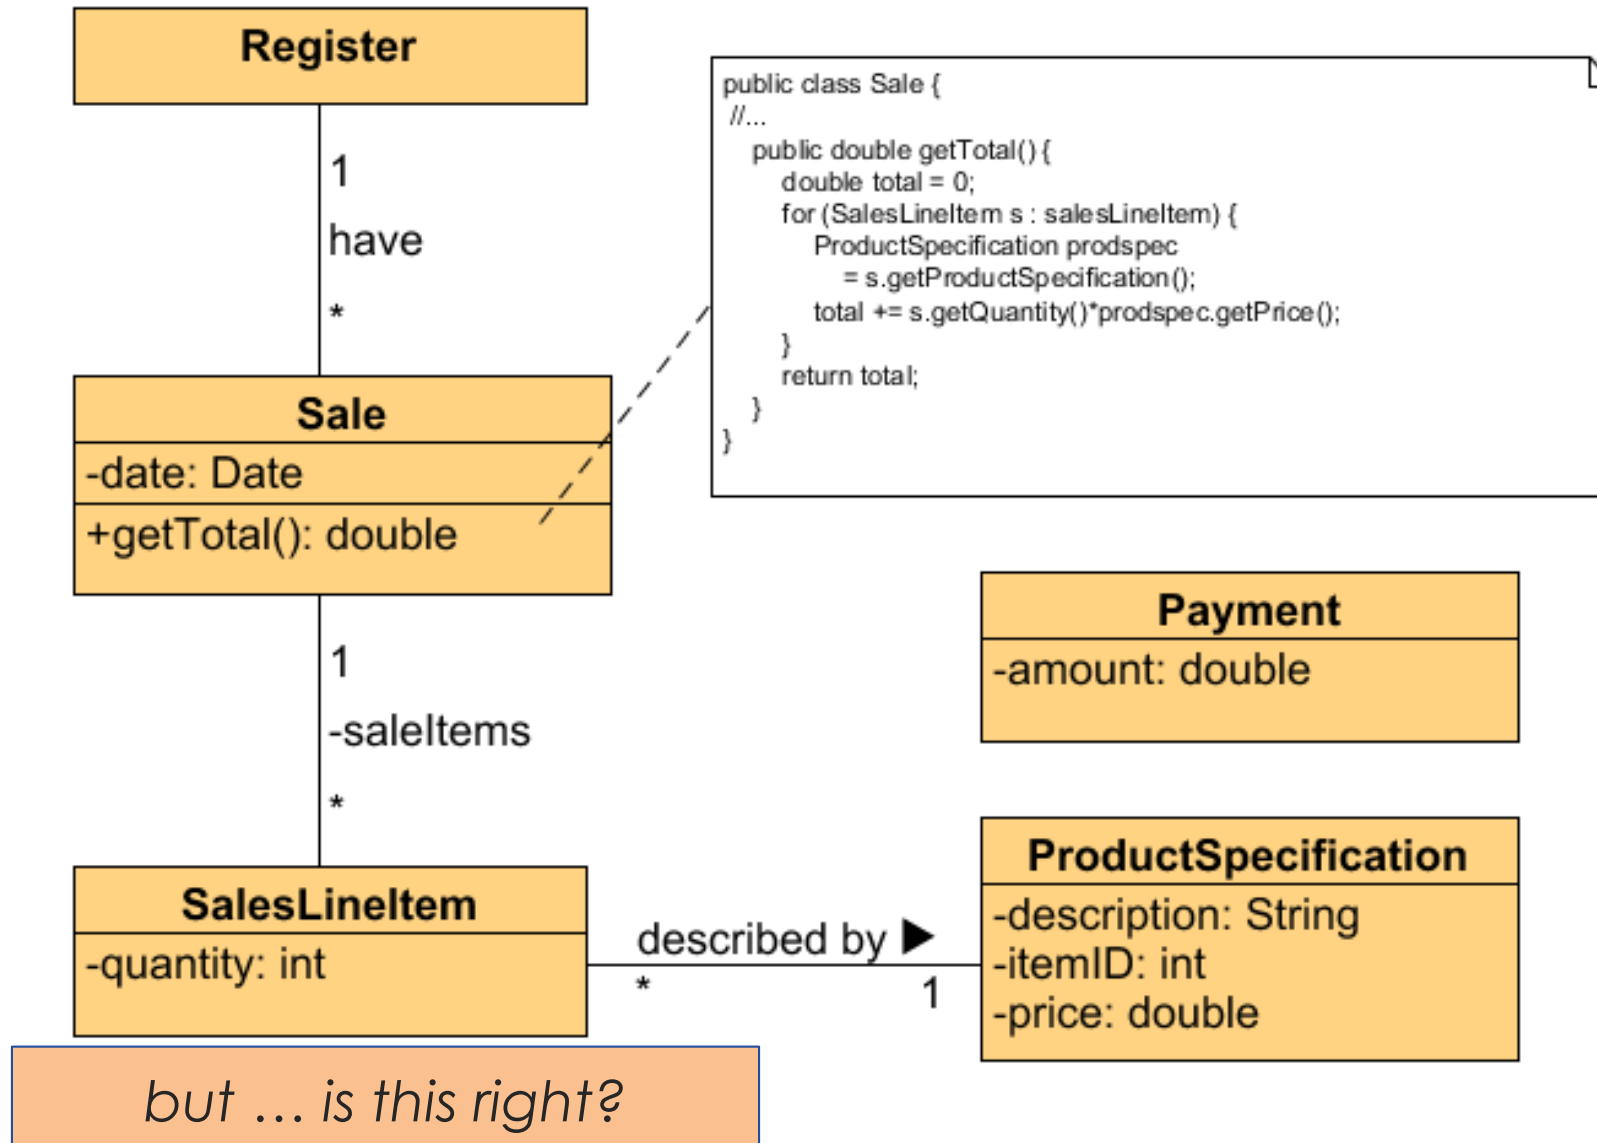 Register
1
have
*
Sale
-date: Date
+getTotal(): double
public class Sale {
//...
public double getTotal() {
double total = 0;
for (SalesLineItem s : salesLineItem) {
ProductSpecification prodspec
= s.getProductSpecification();
total += s.getQuantity()*prodspec.getPrice();
}
return total;
}
}
1
-saleItems
*
Payment
-amount: double
SalesLineItem
-quantity: int
described by ▶
* 1
ProductSpecification
-description: String
-itemID: int
-price: double
but … is this right?